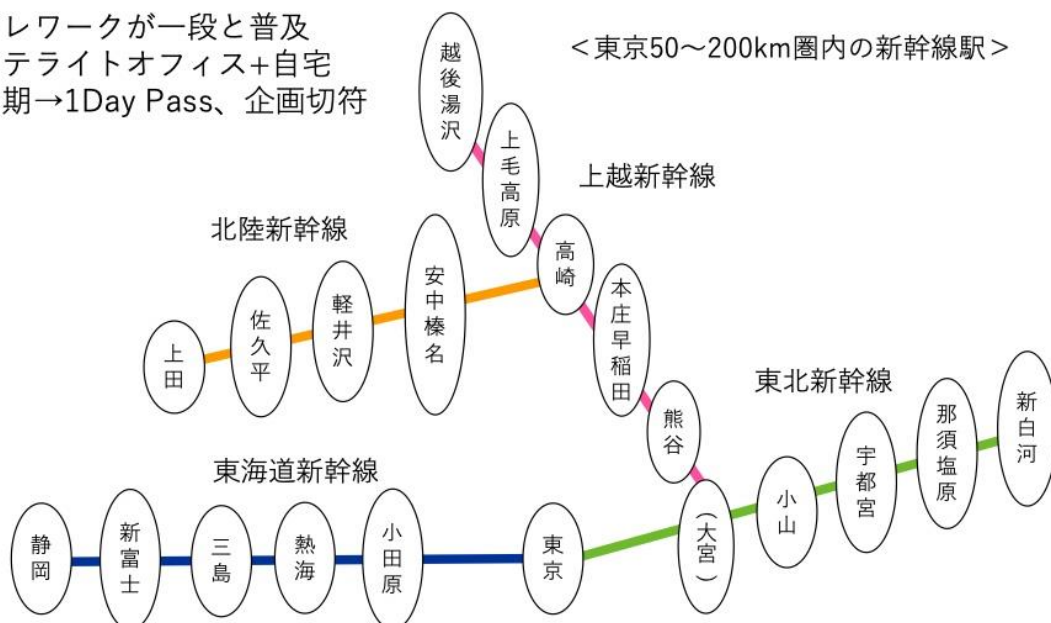 レワークが一段と普及
テライトオフィス+自宅
期→1Day Pass、企画切符
＜東京50～200km圏内の新幹線駅＞
越後湯沢
上毛高原
上越新幹線
高崎
本庄早稲田
熊谷
（大宮）
北陸新幹線
上田
佐久平
軽井沢
安中榛名
東北新幹線
小山
宇都宮
那須塩原
新白河
東海道新幹線
静岡
新富士
三島
熱海
小田原
東京